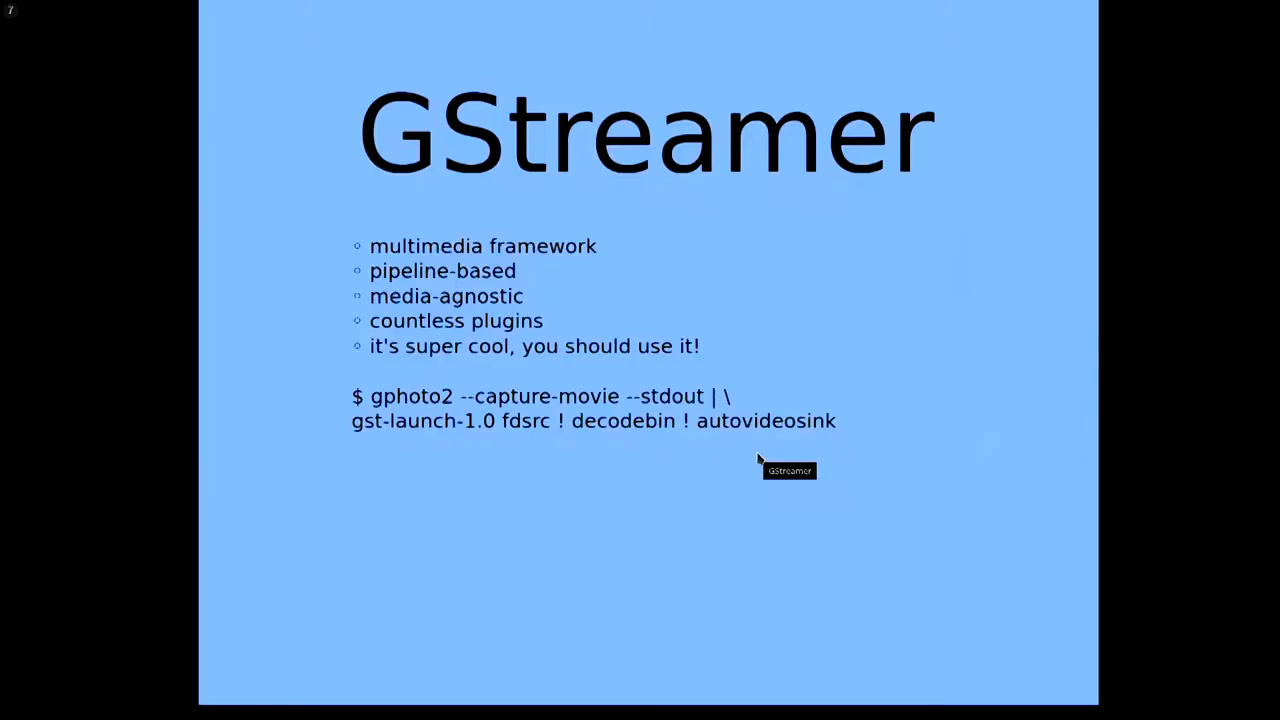 7
GStreamer
◦ multimedia framework
◦ pipeline-based
◦ media-agnostic
◦ countless plugins
◦ it's super cool, you should use it!
$ gphoto2 --capture-movie --stdout | \
gst-launch-1.0 fdsrc ! decodebin ! autovideosink
GStreamer